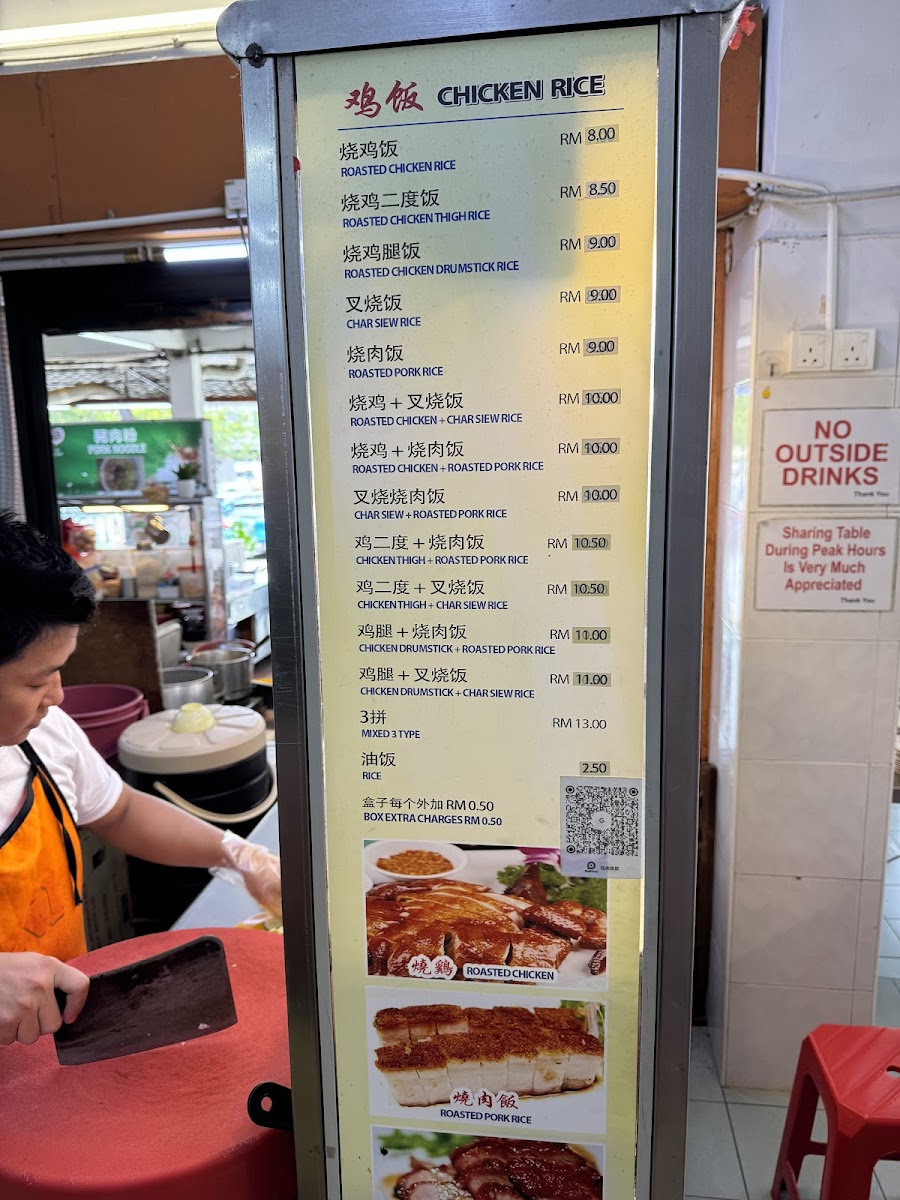 鸡饭 CHICKEN RICE
烧鸡饭 RM 8.00
ROASTED CHICKEN RICE
烧鸡二度饭 RM 8.50
ROASTED CHICKEN THIGH RICE
烧鸡腿饭 RM 9.00
ROASTED CHICKEN DRUMSTICK RICE
叉烧饭 RM 9.00
CHAR SIEW RICE
烧肉饭 RM 9.00
ROASTED PORK RICE
烧鸡 + 叉烧饭 RM 10.00
ROASTED CHICKEN + CHAR SIEW RICE
烧鸡 + 烧肉饭 RM 10.00
ROASTED CHICKEN + ROASTED PORK RICE
叉烧烧肉饭 RM 10.00
CHAR SIEW + ROASTED PORK RICE
鸡二度 + 烧肉饭 RM 10.50
CHICKEN THIGH + ROASTED PORK RICE
鸡二度 + 叉烧饭 RM 10.50
CHICKEN THIGH + CHAR SIEW RICE
鸡腿 + 烧肉饭 RM 11.00
CHICKEN DRUMSTICK + ROASTED PORK RICE
鸡腿 + 叉烧饭 RM 11.00
CHICKEN DRUMSTICK + CHAR SIEW RICE
3拼 RM 13.00
MIXED 3 TYPE
油饭 2.50
RICE
盒子每个外加 RM 0.50
BOX EXTRA CHARGES RM 0.50
燒鷄 ROASTED CHICKEN
燒肉飯
ROASTED PORK RICE
猪肉粉
PORK NOODLE
NO
OUTSIDE
DRINKS
Thank You
Sharing Table
During Peak Hours
Is Very Much
Appreciated
Thank You